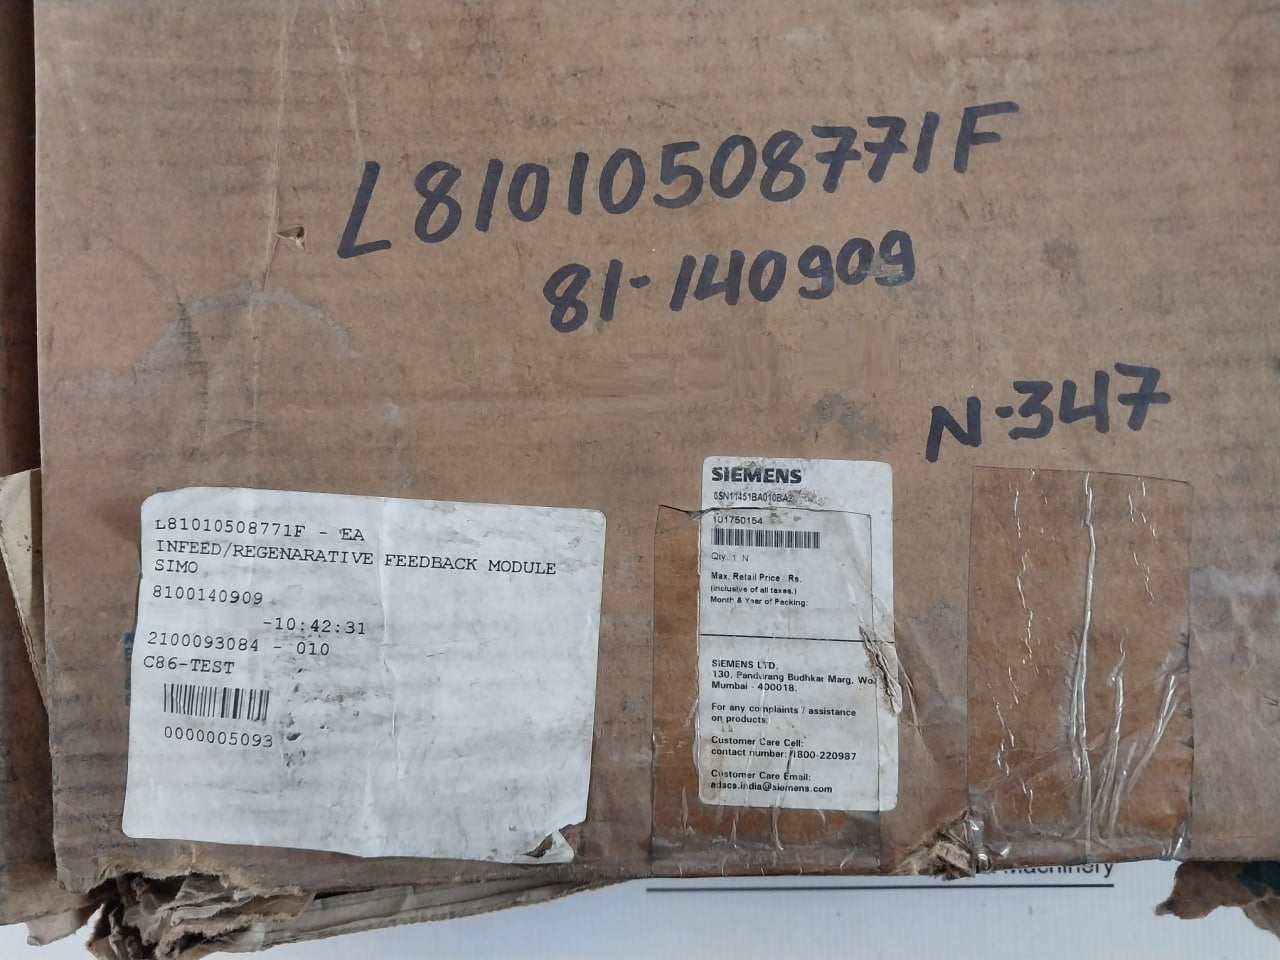 L81010508771F
81-140909
N-347
L81010508771F - EA
INFEED/REGENARATIVE FEEDBACK MODULE
SIMO
8100140909
-10:42:31
2100093084 - 010
C86-TEST
0000005093
SIEMENS
6SN11451BA010BA2
101750154
Qty. 1 N
Max. Retail Price : Rs.
(inclusive of all taxes.)
Month & Year of Packing:
SIEMENS LTD.
130, Pandurang Budhkar Marg,
Mumbai - 400018.
For any complaints / assistance
on products.
Customer Care Cell:
contact number: 1800-220987
Customer Care Email:
adscs.india@siemens.com
Machinery